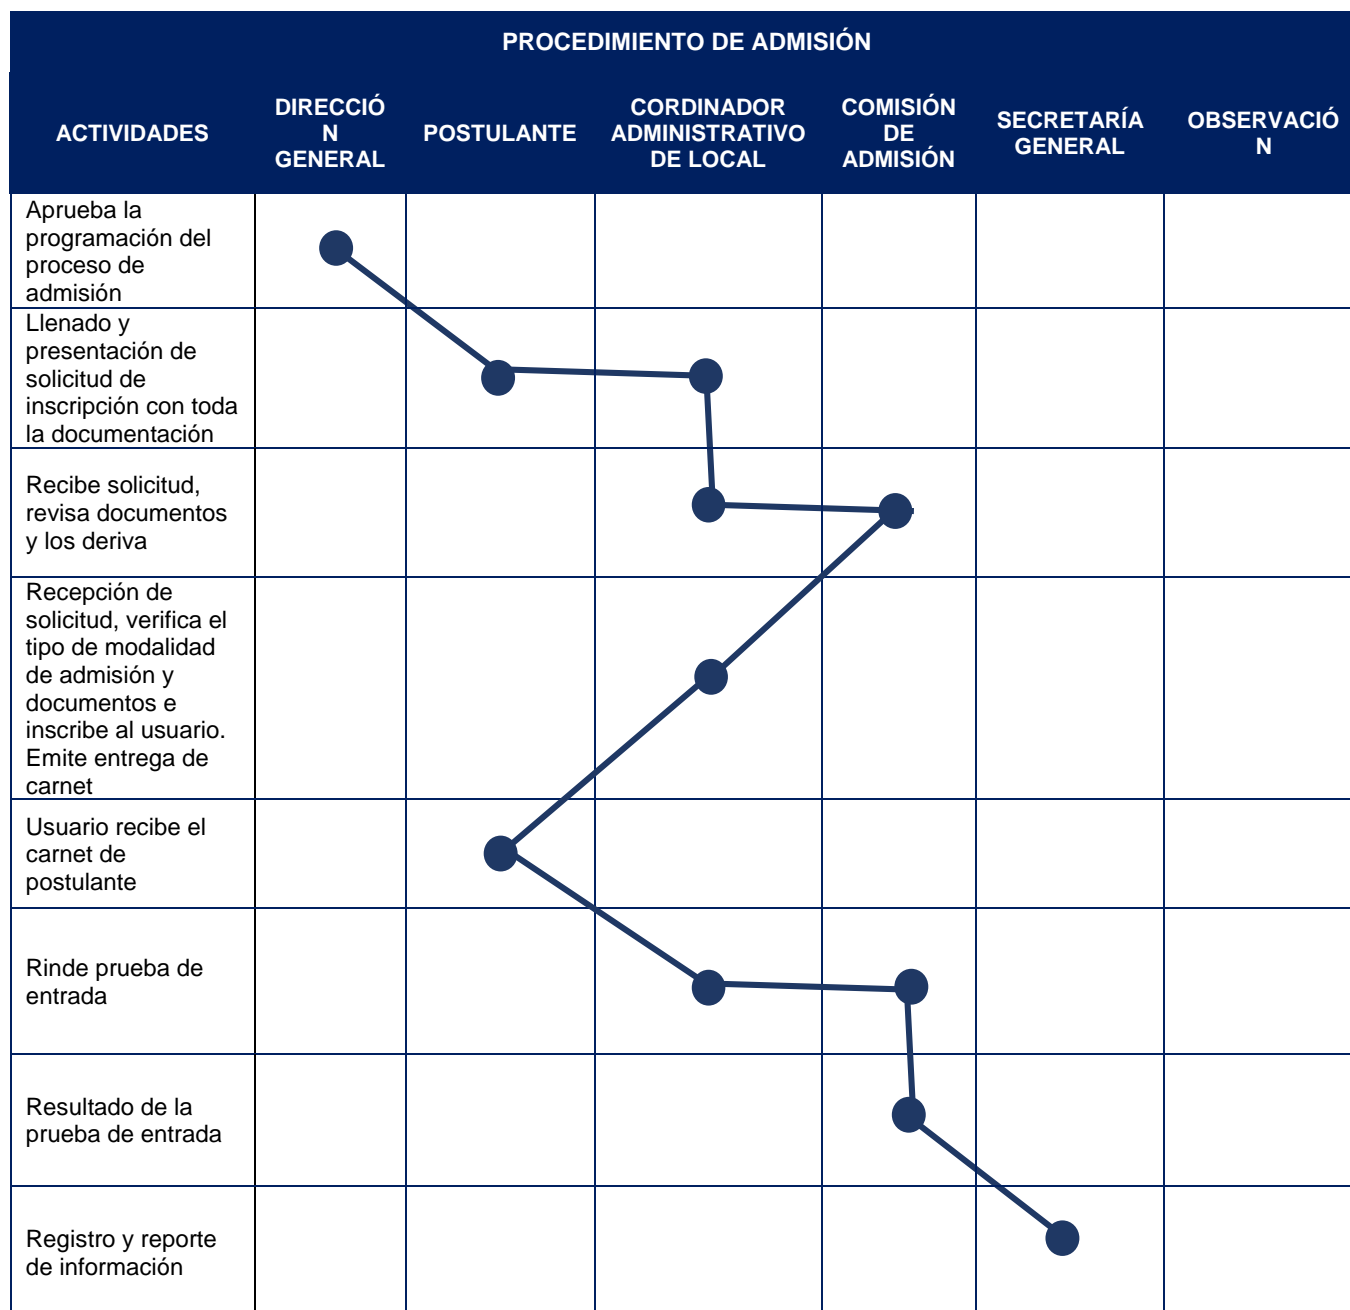 PROCEDIMIENTO DE ADMISIÓN
ACTIVIDADES
DIRECCIÓ
N
GENERAL
POSTULANTE
CORDINADOR
ADMINISTRATIVO
DE LOCAL
COMISIÓN
DE
ADMISIÓN
SECRETARÍA
GENERAL
OBSERVACIÓ
N
Aprueba la
programación del
proceso de
admisión
Llenado y
presentación de
solicitud de
inscripción con toda
la documentación
Recibe solicitud,
revisa documentos
y los deriva
Recepción de
solicitud, verifica el
tipo de modalidad
de admisión y
documentos e
inscribe al usuario.
Emite entrega de
carnet
Usuario recibe el
carnet de
postulante
Rinde prueba de
entrada
Resultado de la
prueba de entrada
Registro y reporte
de información